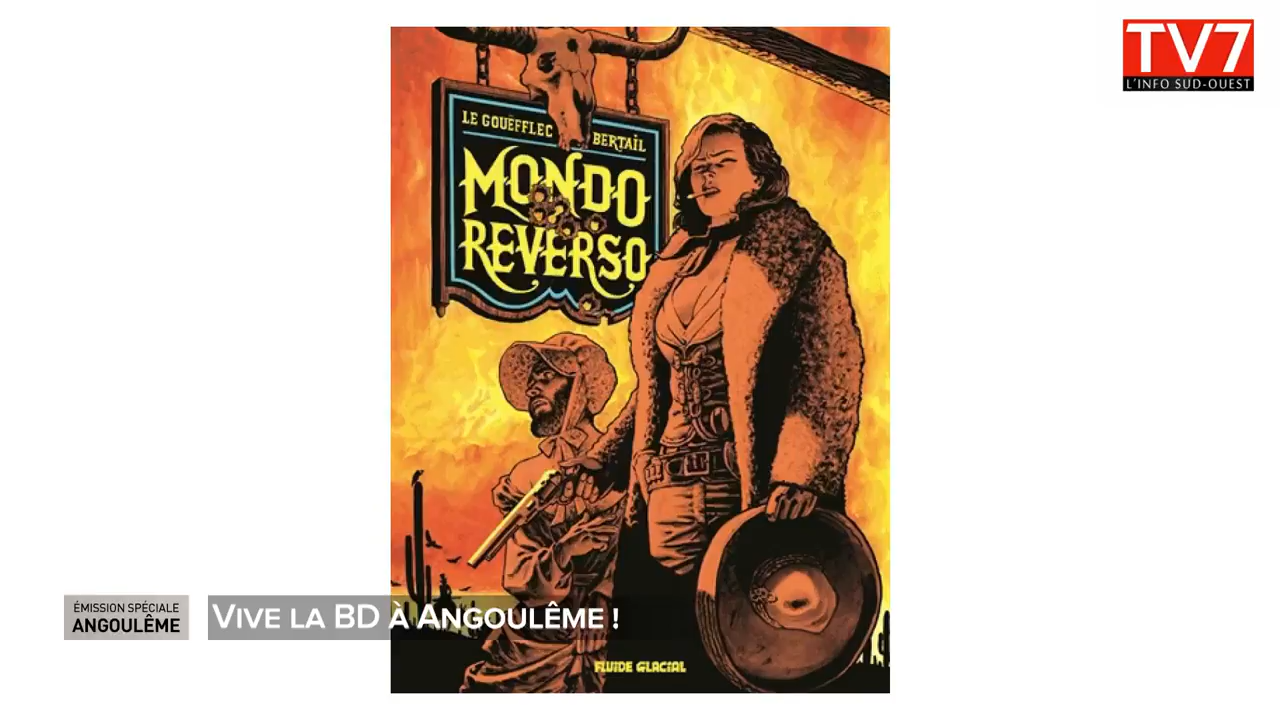 TV7
L'INFO SUD-OUEST
LE GOUËFFLEC BERTAIL
MONDO
REVERSO
ÉMISSION SPÉCIALE
ANGOULÊME
VIVE LA BD À ANGOULÊME !
FLUIDE GLACIAL